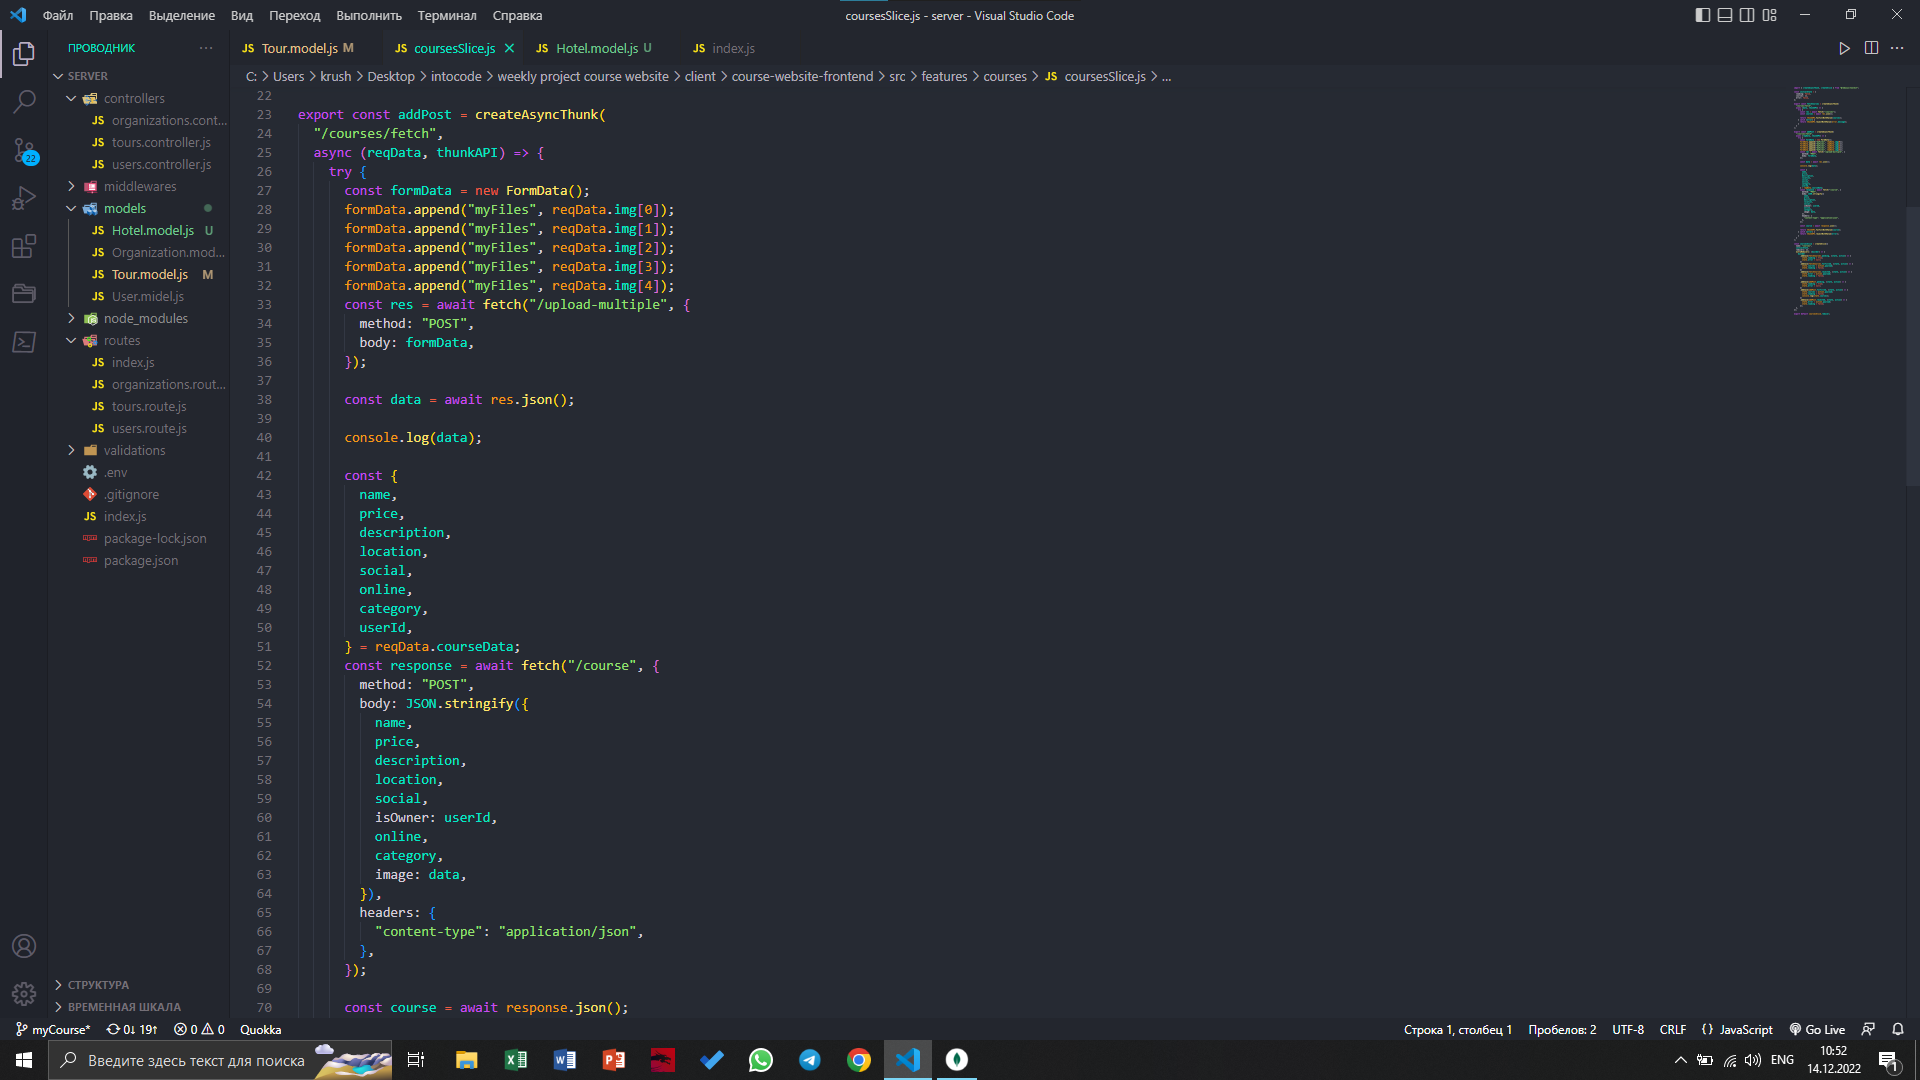 Файл Правка Выделение Вид Переход Выполнить Терминал Справка
coursesSlice.js - server - Visual Studio Code
ПРОВОДНИК
SERVER
controllers
organizations.cont...
tours.controller.js
users.controller.js
middlewares
models
Hotel.model.js U
Organization.mod...
Tour.model.js M
User.midel.js
node_modules
routes
index.js
organizations.rout...
tours.route.js
users.route.js
validations
.env
.gitignore
index.js
package-lock.json
package.json
СТРУКТУРА
ВРЕМЕННАЯ ШКАЛА
22
JS Tour.model.js M JS coursesSlice.js JS Hotel.model.js U JS index.js
C: > Users > krush > Desktop > intocode > weekly project course website > client > course-website-frontend > src > features > courses > JS coursesSlice.js > ...
22
23 export const addPost = createAsyncThunk(
24 "/courses/fetch",
25 async (reqData, thunkAPI) => {
26 try {
27 const formData = new FormData();
28 formData.append("myFiles", reqData.img[0]);
29 formData.append("myFiles", reqData.img[1]);
30 formData.append("myFiles", reqData.img[2]);
31 formData.append("myFiles", reqData.img[3]);
32 formData.append("myFiles", reqData.img[4]);
33 const res = await fetch("/upload-multiple", {
34 method: "POST",
35 body: formData,
36 });
37
38 const data = await res.json();
39
40 console.log(data);
41
42 const {
43 name,
44 price,
45 description,
46 location,
47 social,
48 online,
49 category,
50 userId,
51 } = reqData.courseData;
52 const response = await fetch("/course", {
53 method: "POST",
54 body: JSON.stringify({
55 name,
56 price,
57 description,
58 location,
59 social,
60 isOwner: userId,
61 online,
62 category,
63 image: data,
64 }),
65 headers: {
66 "content-type": "application/json",
67 },
68 });
69
70 const course = await response.json();
myCourse* 0↓ 19↑ 0 0 Quokka
Строка 1, столбец 1 Пробелов: 2 UTF-8 CRLF { } JavaScript Go Live
Введите здесь текст для поиска
ENG
10:52
14.12.2022
1